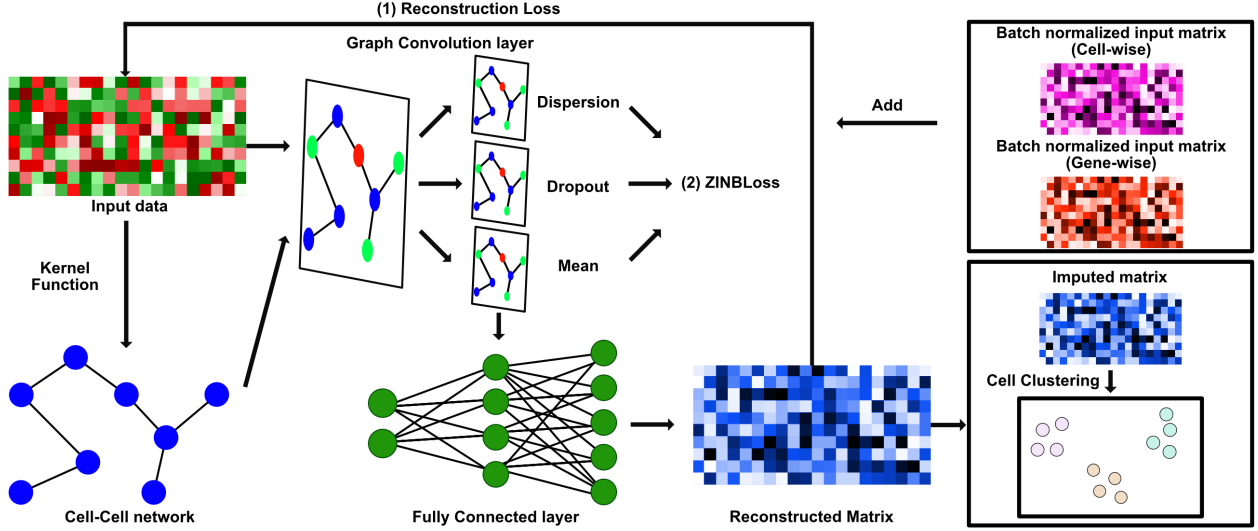 (1) Reconstruction Loss
Graph Convolution layer
Input data
Kernel
Function
Cell-Cell network
Dispersion
Dropout
Mean
(2) ZINBLoss
Fully Connected layer
Reconstructed Matrix
Add
Batch normalized input matrix
(Cell-wise)
Batch normalized input matrix
(Gene-wise)
Imputed matrix
Cell Clustering